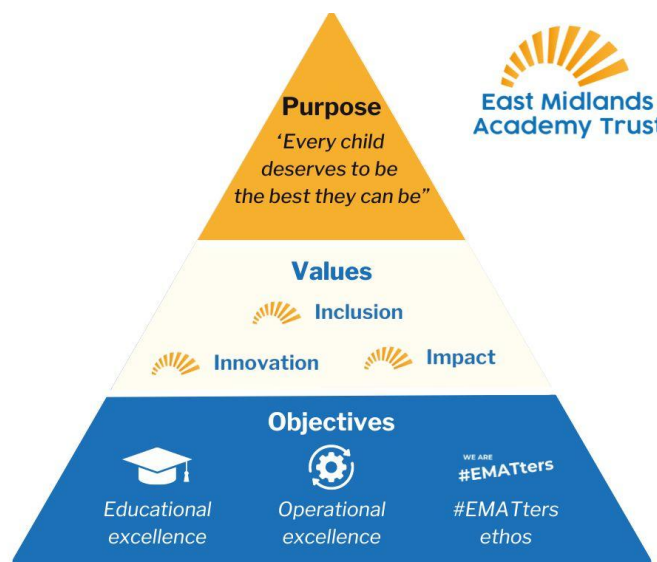 Purpose
‘Every child
deserves to be
the best they can be”
East Midlands
Academy Trust
Values
Inclusion
Innovation
Impact
Objectives
WE ARE
#EMATters
Educational
excellence
Operational
excellence
#EMATters
ethos